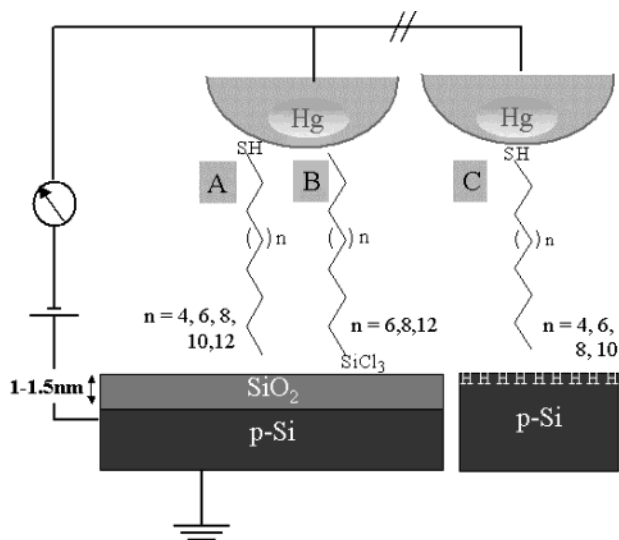 Hg
Hg
SH
SH
A
B
C
( )n
( )n
( )n
n = 4, 6, 8,
10,12
n = 6,8,12
n = 4, 6,
8, 10
SiCl3
1-1.5nm
SiO2
H H H H H H H H H
p-Si
p-Si